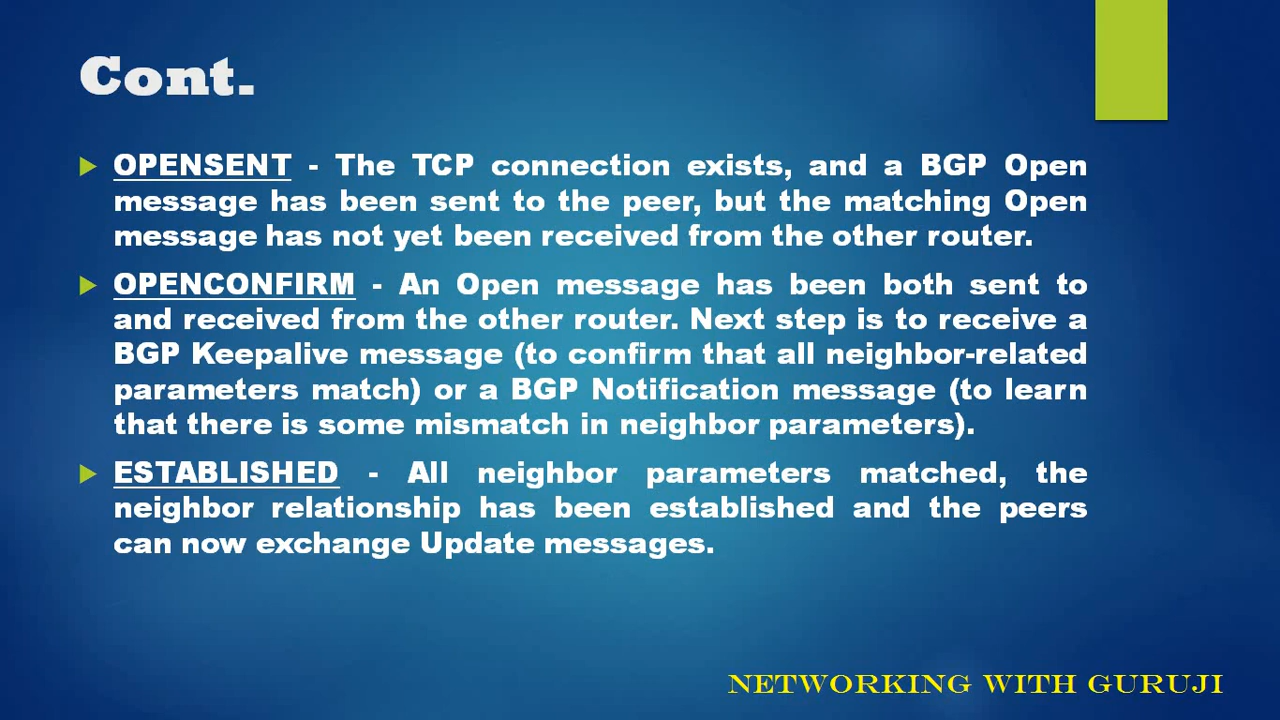 Cont.
OPENSENT - The TCP connection exists, and a BGP Open
message has been sent to the peer, but the matching Open
message has not yet been received from the other router.
OPENCONFIRM - An Open message has been both sent to
and received from the other router. Next step is to receive a
BGP Keepalive message (to confirm that all neighbor-related
parameters match) or a BGP Notification message (to learn
that there is some mismatch in neighbor parameters).
ESTABLISHED - All neighbor parameters matched, the
neighbor relationship has been established and the peers
can now exchange Update messages.
NETWORKING WITH GURUJI